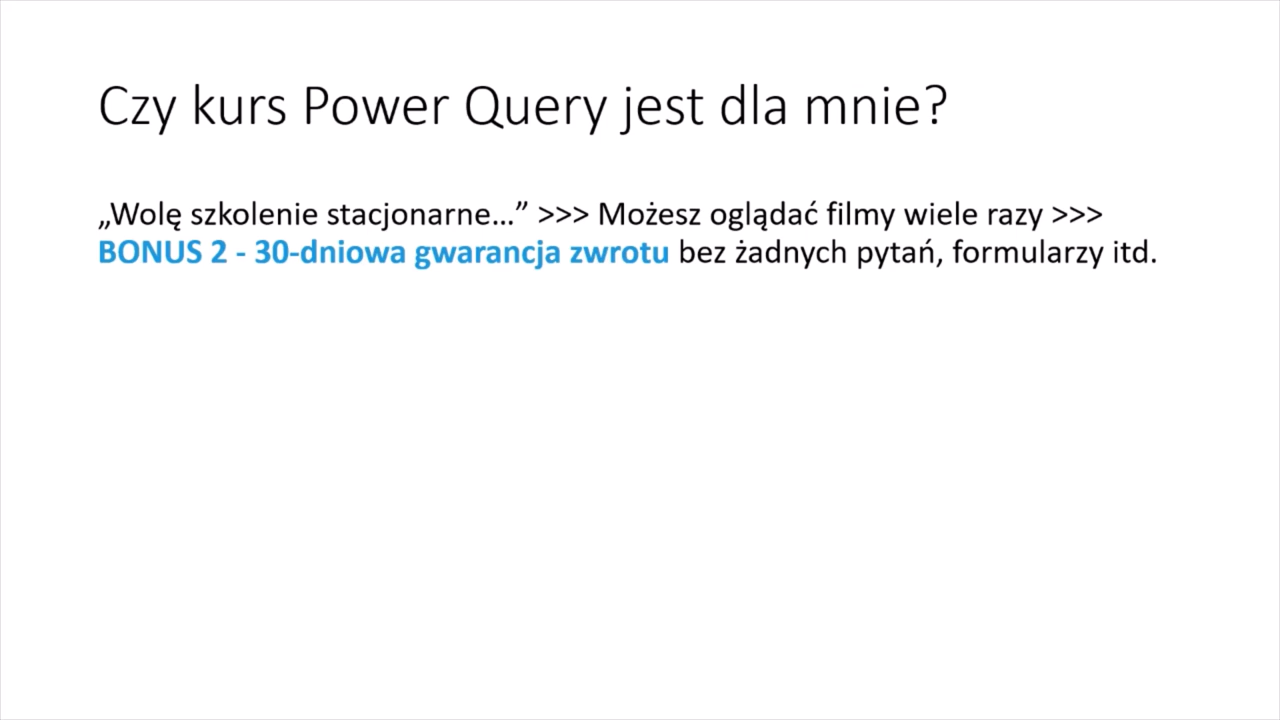 Czy kurs Power Query jest dla mnie?
„Wolę szkolenie stacjonarne…” >>> Możesz oglądać filmy wiele razy >>>
BONUS 2 - 30-dniowa gwarancja zwrotu bez żadnych pytań, formularzy itd.